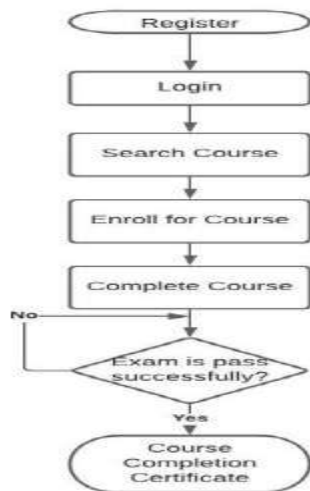 Register
Login
Search Course
Enroll for Course
Complete Course
No
Exam is pass
successfully?
Yes
Course
Completion
Certificate